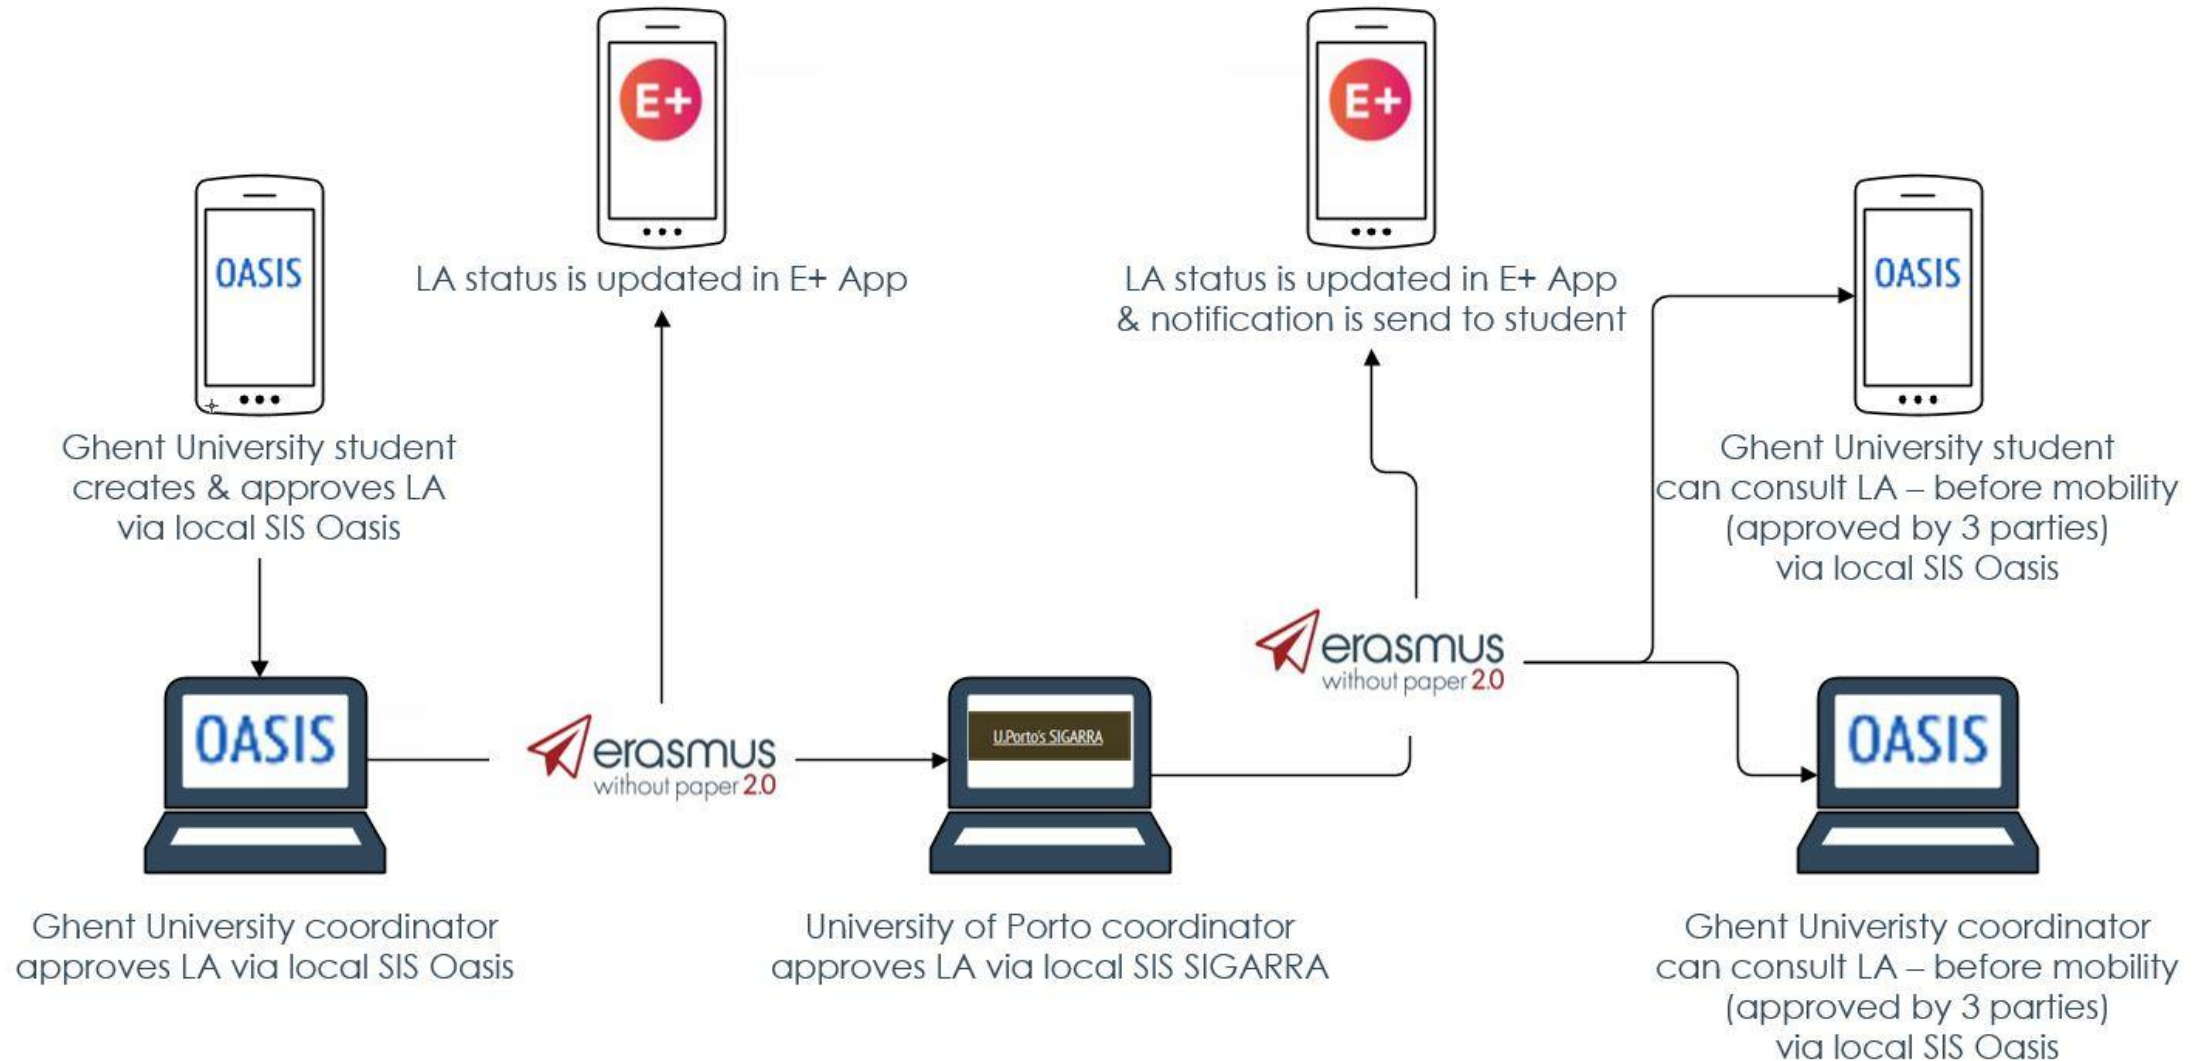 E+
LA status is updated in E+ App
E+
LA status is updated in E+ App
& notification is send to student
OASIS
Ghent University student
creates & approves LA
via local SIS Oasis
OASIS
Ghent University student
can consult LA – before mobility
(approved by 3 parties)
via local SIS Oasis
OASIS
Ghent University coordinator
approves LA via local SIS Oasis
erasmus
without paper 2.0
U.Porto's SIGARRA
University of Porto coordinator
approves LA via local SIS SIGARRA
erasmus
without paper 2.0
OASIS
Ghent Univeristy coordinator
can consult LA – before mobility
(approved by 3 parties)
via local SIS Oasis